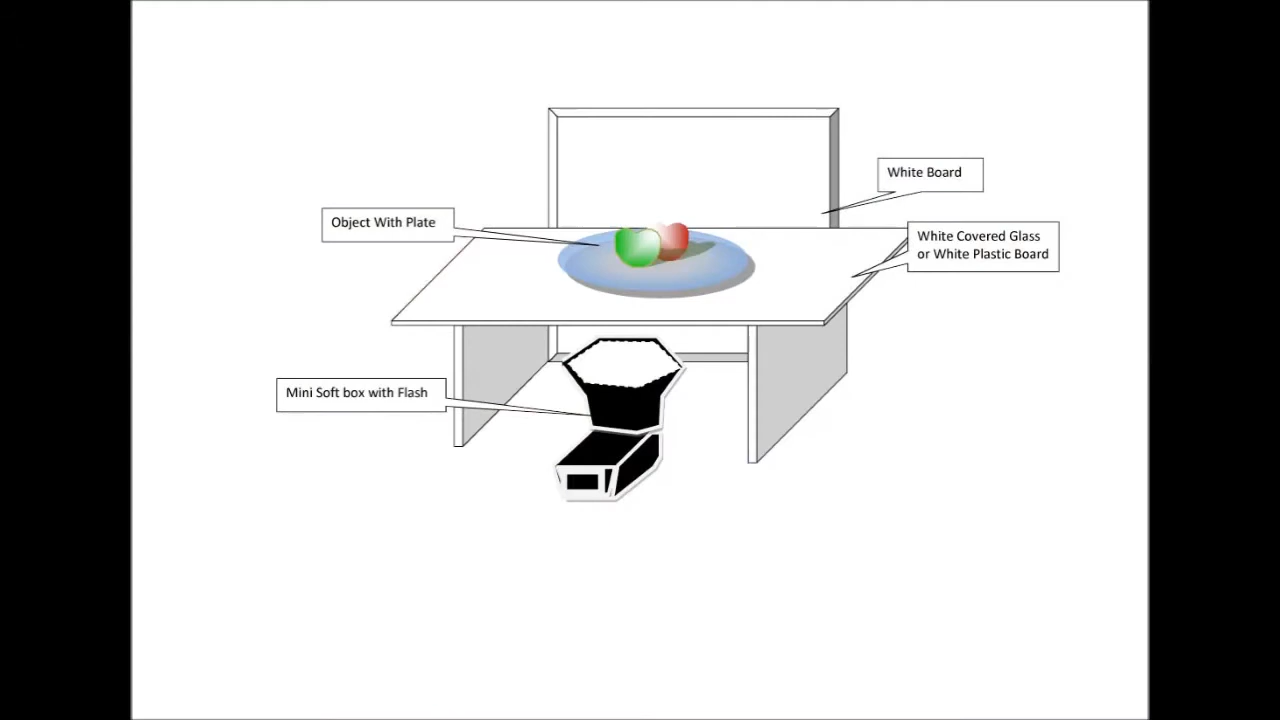 White Board
Object With Plate
White Covered Glass
or White Plastic Board
Mini Soft box with Flash